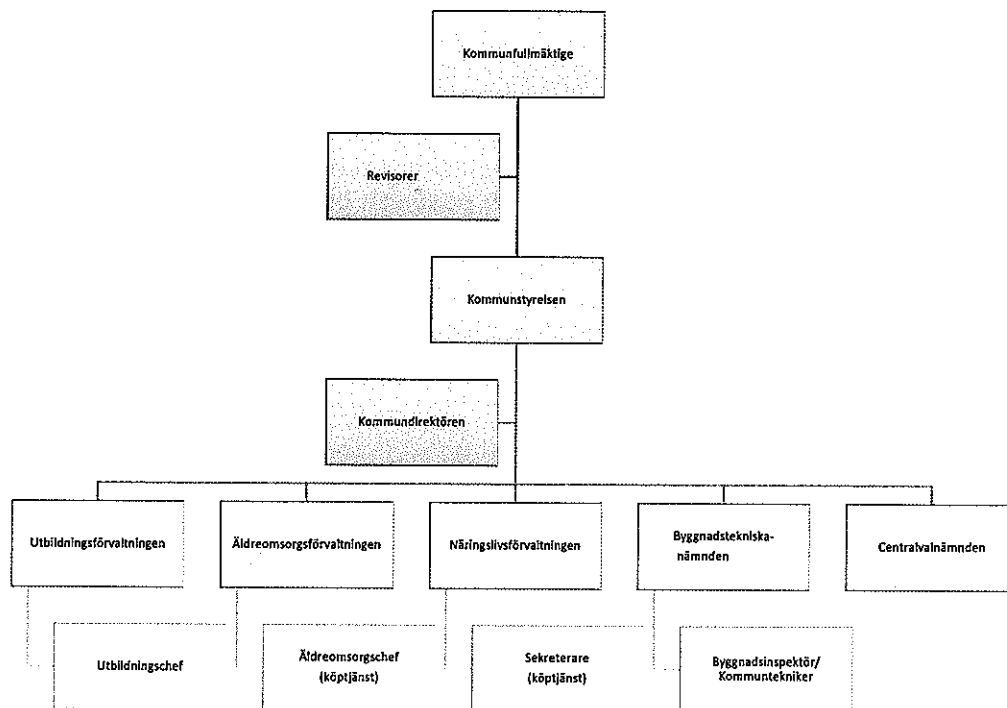 Kommunfullmäktige
Revisorer
Kommunstyrelsen
Kommundirektören
Utbildningsförvaltningen
Äldreomsorgsförvaltningen
Näringslivsförvaltningen
Byggnadstekniska-
nämnden
Centralvalnämnden
Utbildningschef
Äldreomsorgschef
(köptjänst)
Sekreterare
(köptjänst)
Byggnadsinspektör/
Kommuntekniker